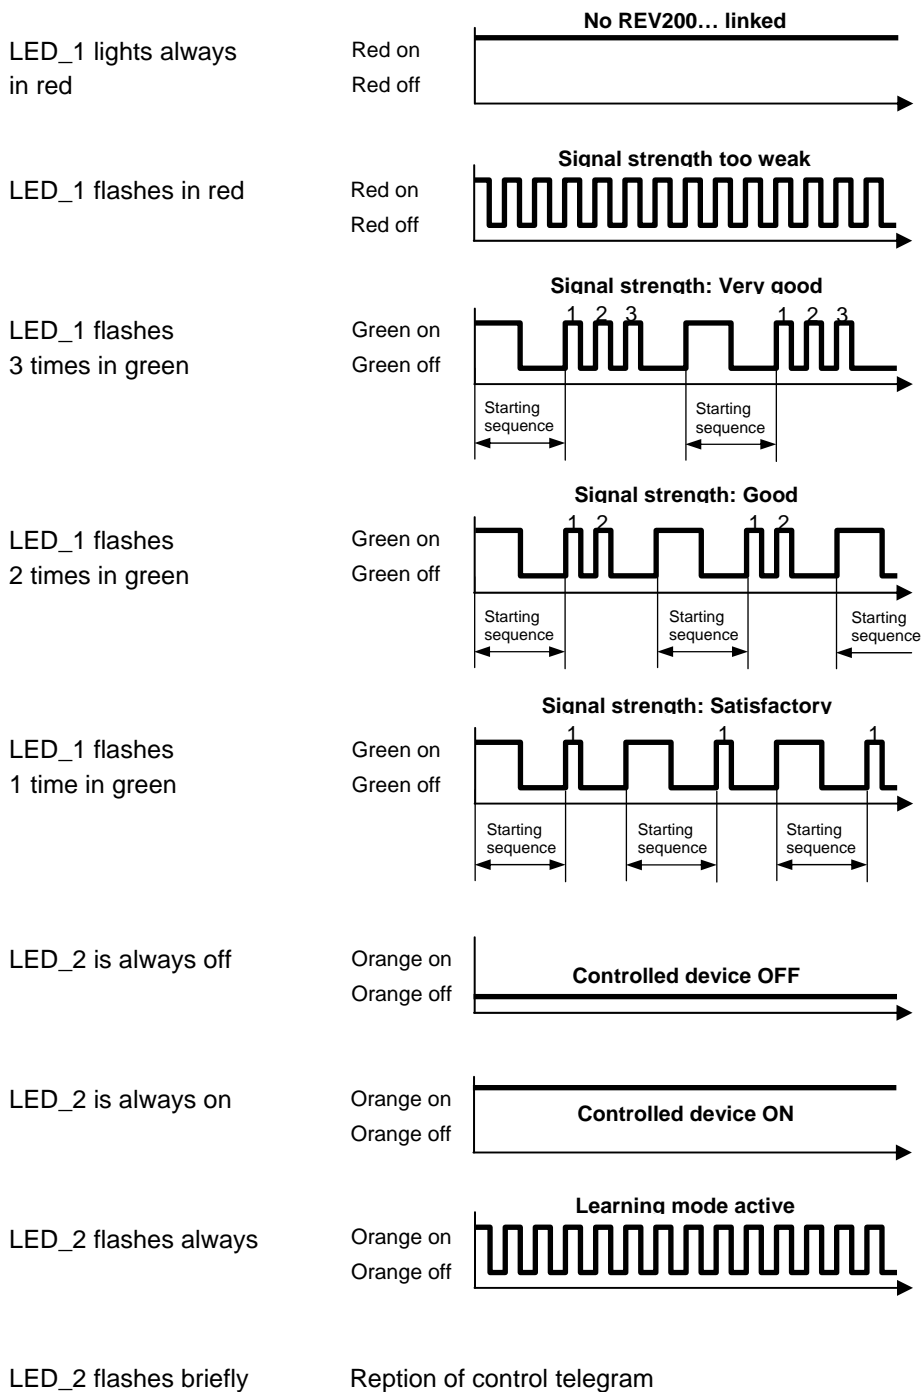 No REV200… linked
LED_1 lights always
in red
Red on
Red off
Signal strength too weak
LED_1 flashes in red
Red on
Red off
Signal strength: Very good
1 2 3 1 2 3
LED_1 flashes
3 times in green
Green on
Green off
Starting
sequence
Starting
sequence
Signal strength: Good
1 2 1 2
LED_1 flashes
2 times in green
Green on
Green off
Starting
sequence
Starting
sequence
Starting
sequence
Signal strength: Satisfactory
1 1 1
LED_1 flashes
1 time in green
Green on
Green off
Starting
sequence
Starting
sequence
Starting
sequence
LED_2 is always off
Orange on
Orange off
Controlled device OFF
LED_2 is always on
Orange on
Orange off
Controlled device ON
Learning mode active
LED_2 flashes always
Orange on
Orange off
LED_2 flashes briefly
Reption of control telegram